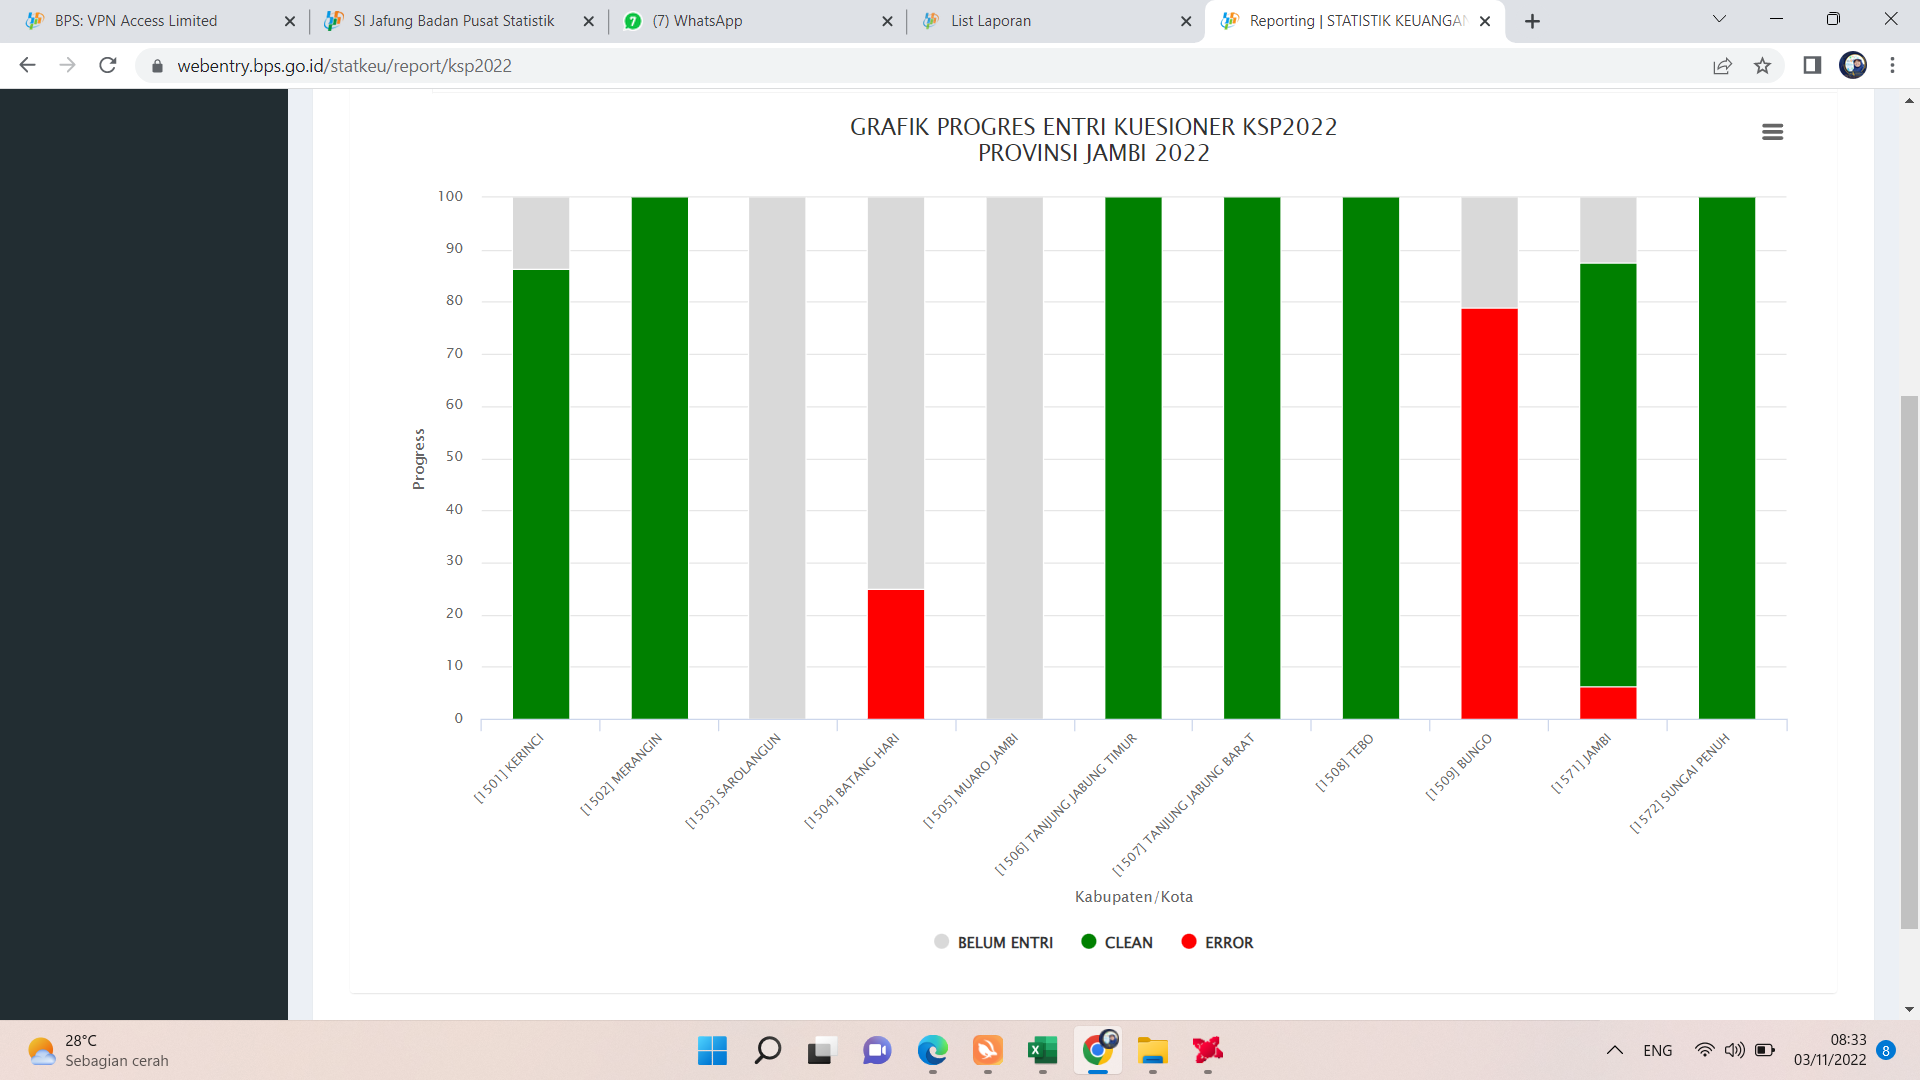 BPS: VPN Access Limited
SI Jafung Badan Pusat Statistik
7
(7) WhatsApp
List Laporan
Reporting | STATISTIK KEUANGAN
webentry.bps.go.id/statkeu/report/ksp2022
GRAFIK PROGRES ENTRI KUESIONER KSP2022
PROVINSI JAMBI 2022
Progress
100
90
80
70
60
50
40
30
20
10
0
[1501] KERINCI
[1502] MERANGIN
[1503] SAROLANGUN
[1504] BATANG HARI
[1505] MUARO JAMBI
[1506] TANJUNG JABUNG TIMUR
[1507] TANJUNG JABUNG BARAT
[1508] TEBO
[1509] BUNGO
[1571] JAMBI
[1572] SUNGAI PENUH
Kabupaten/Kota
BELUM ENTRI
CLEAN
ERROR
28°C
Sebagian cerah
ENG
08:33
03/11/2022
8